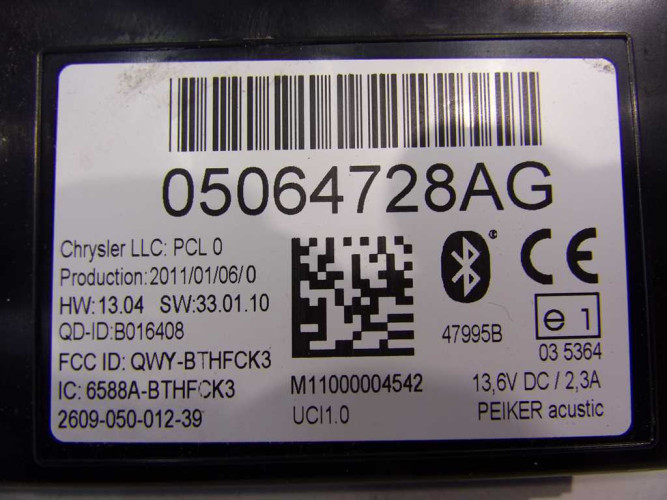 05064728AG
Chrysler LLC: PCL 0
Production: 2011/01/06/0
HW: 13.04 SW: 33.01.10
QD-ID: B016408
FCC ID: QWY-BTHFCK3
IC: 6588A-BTHFCK3
2609-050-012-39
M11000004542
UCI1.0
CE
47995B
e 1
03 5364
13,6V DC / 2,3A
PEIKER acustic